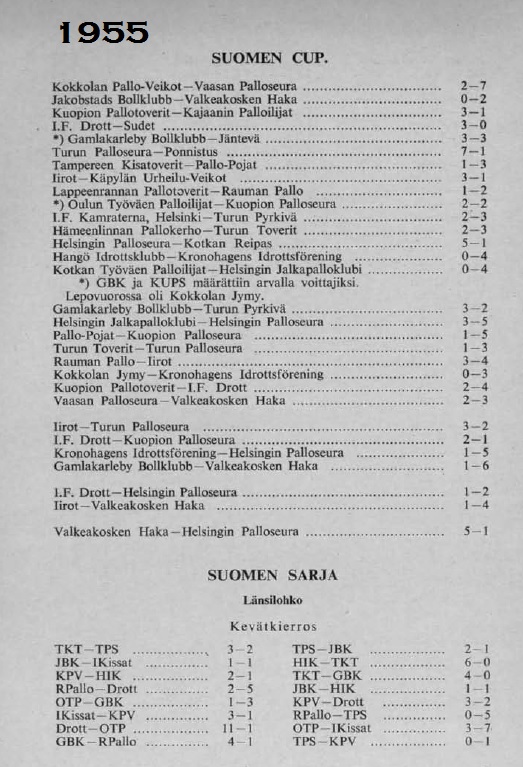 1955
SUOMEN CUP.
Kokkolan Pallo-Veikot—Vaasan Palloseura ........ 2—7
Jakobstads Bollklubb—Valkeakosken Haka ........ 0—2
Kuopion Pallotoverit—Kajaanin Palloilijat ........ 3—1
I.F. Drott—Sudet ........ 3—0
*) Gamlakarleby Bollklubb—Jäntevä ........ 3—3
Turun Palloseura—Ponnistus ........ 7—1
Tampereen Kisatoverit—Pallo-Pojat ........ 1—3
Iirot—Käpylän Urheilu-Veikot ........ 3—1
Lappeenrannan Pallotoverit—Rauman Pallo ........ 1—2
*) Oulun Työväen Palloilijat—Kuopion Palloseura ........ 2—2
I.F. Kamraterna, Helsinki—Turun Pyrkivä ........ 2—3
Hämeenlinnan Pallokerho—Turun Toverit ........ 2—3
Helsingin Palloseura—Kotkan Reipas ........ 5—1
Hangö Idrottsklubb—Kronohagens Idrottsförening ........ 0—4
Kotkan Työväen Palloilijat—Helsingin Jalkapalloklubi ........ 0—4
*) GBK ja KUPS määrättiin arvalla voittajiksi.
Lepovuorossa oli Kokkolan Jymy.
Gamlakarleby Bollklubb—Turun Pyrkivä ........ 3—2
Helsingin Jalkapalloklubi—Helsingin Palloseura ........ 3—5
Pallo-Pojat—Kuopion Palloseura ........ 1—5
Turun Toverit—Turun Palloseura ........ 1—3
Rauman Pallo—Iirot ........ 3—4
Kokkolan Jymy—Kronohagens Idrottsförening ........ 0—3
Kuopion Pallotoverit—I.F. Drott ........ 2—4
Vaasan Palloseura—Valkeakosken Haka ........ 2—3
Iirot—Turun Palloseura ........ 3—2
I.F. Drott—Kuopion Palloseura ........ 2—1
Kronohagens Idrottsförening—Helsingin Palloseura ........ 1—5
Gamlakarleby Bollklubb—Valkeakosken Haka ........ 1—6
I.F. Drott—Helsingin Palloseura ........ 1—2
Iirot—Valkeakosken Haka ........ 1—4
Valkeakosken Haka—Helsingin Palloseura ........ 5—1
SUOMEN SARJA
Länsilohko
Kevätkierros
TKT—TPS ........ 3—2 TPS—JBK ........ 2—1
JBK—IKissat ........ 1—1 HIK—TKT ........ 6—0
KPV—HIK ........ 2—1 TKT—GBK ........ 4—0
RPallo—Drott ........ 2—5 JBK—HIK ........ 1—1
OTP—GBK ........ 1—3 KPV—Drott ........ 3—2
IKissat—KPV ........ 3—1 RPallo—TPS ........ 0—5
Drott—OTP ........ 11—1 OTP—IKissat ........ 3—7
GBK—RPallo ........ 4—1 TPS—KPV ........ 0—1